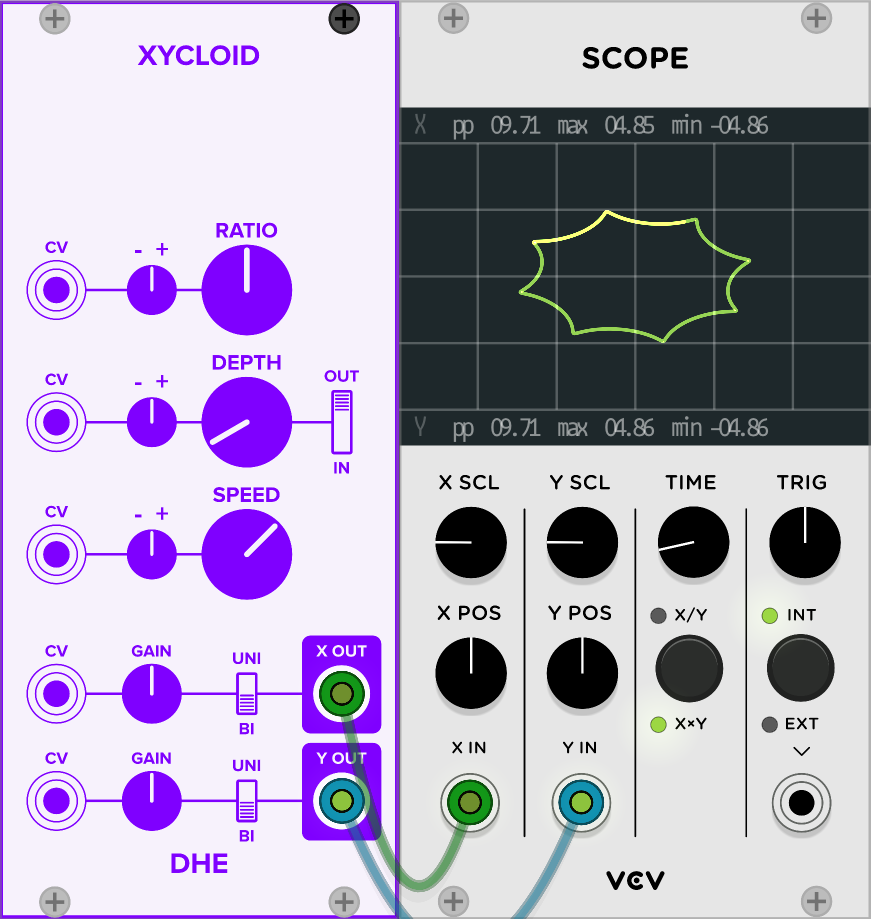 XYCLOID
RATIO
CV
- +
DEPTH
CV
- +
OUT
IN
SPEED
CV
- +
CV
GAIN
UNI
BI
X OUT
CV
GAIN
UNI
BI
Y OUT
DHE
SCOPE
X pp 09.71 max 04.85 min -04.86
Y pp 09.71 max 04.86 min -04.86
X SCL Y SCL TIME TRIG
X POS Y POS
X/Y
INT
X×Y
EXT
X IN Y IN
VCV